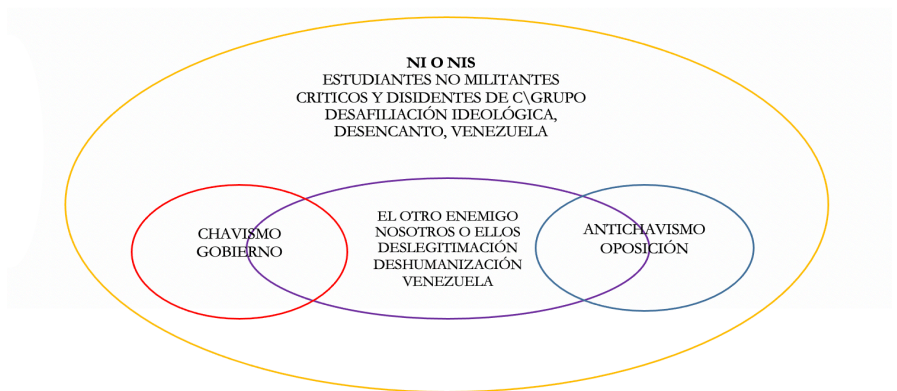 NI O NIS
ESTUDIANTES NO MILITANTES
CRITICOS Y DISIDENTES DE C\GRUPO
DESAFILIACIÓN IDEOLÓGICA,
DESENCANTO, VENEZUELA
CHAVISMO
GOBIERNO
EL OTRO ENEMIGO
NOSOTROS O ELLOS
DESLEGITIMACIÓN
DESHUMANIZACIÓN
VENEZUELA
ANTICHAVISMO
OPOSICIÓN